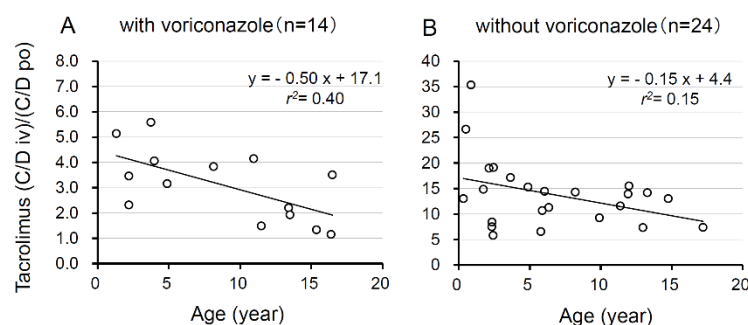 A with voriconazole(n=14)
Tacrolimus (C/D iv)/(C/D po)
8.0
7.0
6.0
5.0
4.0
3.0
2.0
1.0
0.0
y = - 0.50 x + 17.1
r²= 0.40
0 5 10 15 20
Age (year)
B without voriconazole(n=24)
40
35
30
25
20
15
10
5
0
y = - 0.15 x + 4.4
r²= 0.15
0 5 10 15 20
Age (year)